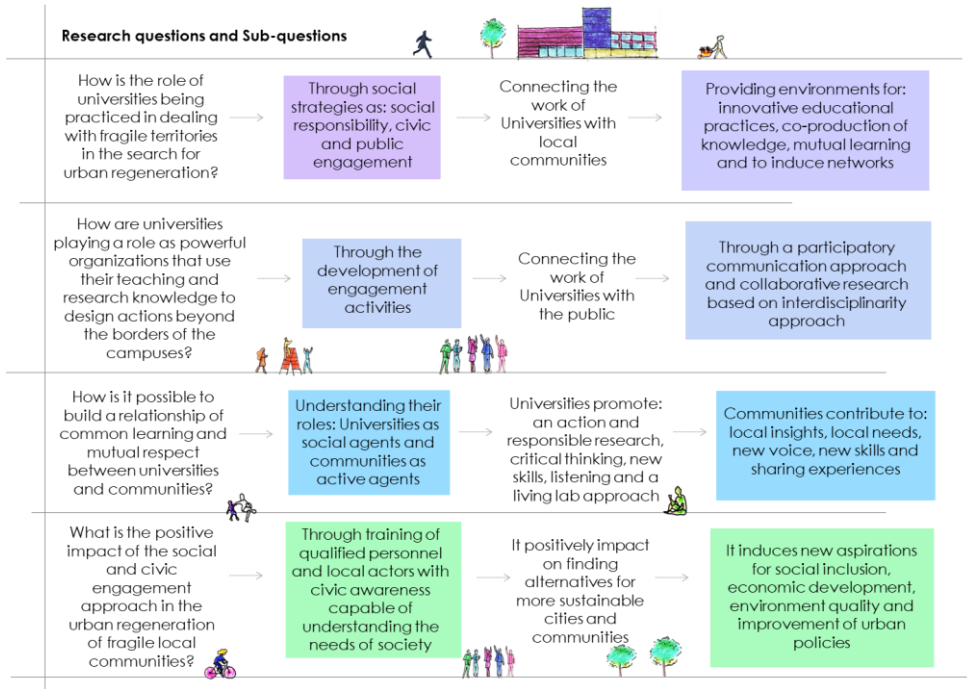 Research questions and Sub-questions
How is the role of
universities being
practiced in dealing
with fragile territories
in the search for
urban regeneration?
Through social
strategies as: social
responsibility, civic
and public
engagement
Connecting the
work of
Universities with
local
communities
Providing environments for:
innovative educational
practices, co-production of
knowledge, mutual learning
and to induce networks
How are universities
playing a role as powerful
organizations that use
their teaching and
research knowledge to
design actions beyond
the borders of the
campuses?
Through the
development of
engagement
activities
Connecting the
work of
Universities with
the public
Through a participatory
communication approach
and collaborative research
based on interdisciplinarity
approach
How is it possible to
build a relationship of
common learning and
mutual respect
between universities
and communities?
Understanding their
roles: Universities as
social agents and
communities as
active agents
Universities promote:
an action and
responsible research,
critical thinking, new
skills, listening and a
living lab approach
Communities contribute to:
local insights, local needs,
new voice, new skills and
sharing experiences
What is the positive
impact of the social
and civic
engagement
approach in the
urban regeneration
of fragile local
communities?
Through training of
qualified personnel
and local actors with
civic awareness
capable of
understanding the
needs of society
It positively impact
on finding
alternatives for
more sustainable
cities and
communities
It induces new aspirations
for social inclusion,
economic development,
environment quality and
improvement of urban
policies